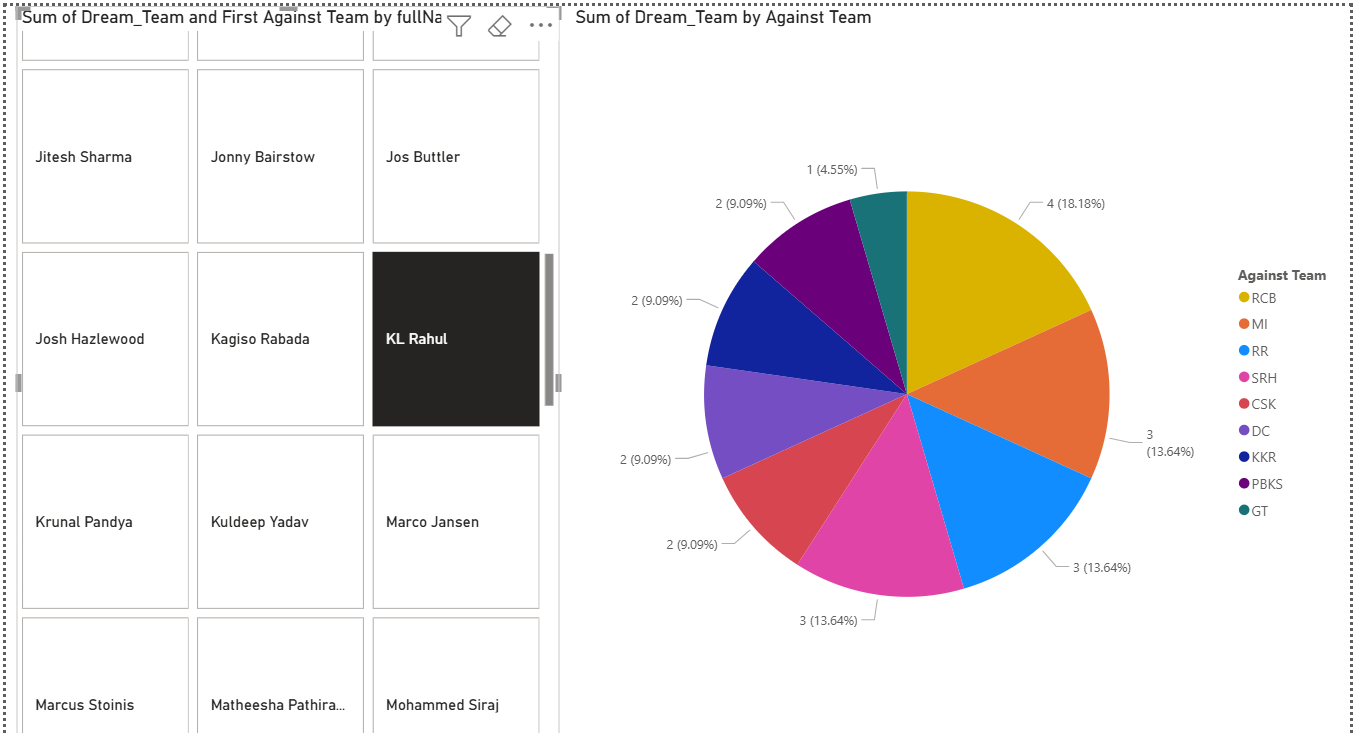 Sum of Dream_Team and First Against Team by fullNa
Jitesh Sharma
Jonny Bairstow
Jos Buttler
Josh Hazlewood
Kagiso Rabada
KL Rahul
Krunal Pandya
Kuldeep Yadav
Marco Jansen
Marcus Stoinis
Matheesha Pathira...
Mohammed Siraj
Sum of Dream_Team by Against Team
1 (4.55%)
2 (9.09%)
4 (18.18%)
2 (9.09%)
3
(13.64%)
2 (9.09%)
2 (9.09%)
3 (13.64%)
3 (13.64%)
Against Team
RCB
MI
RR
SRH
CSK
DC
KKR
PBKS
GT